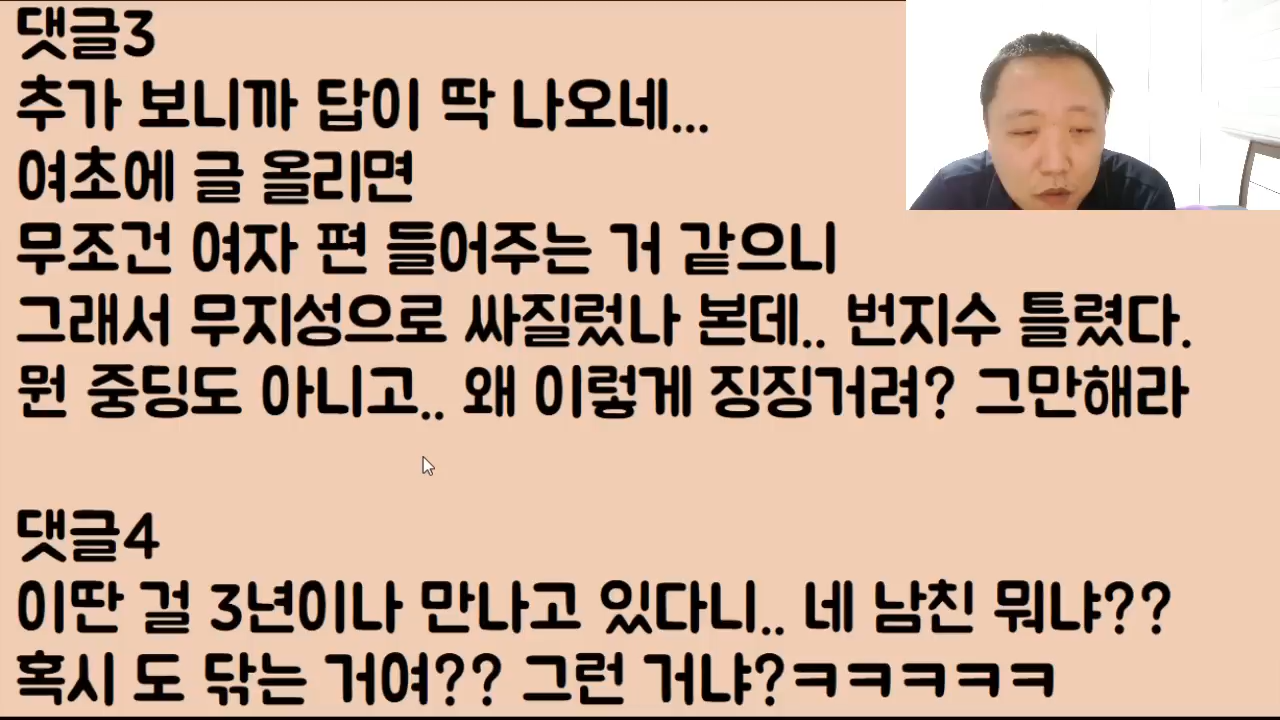 댓글3
추가 보니까 답이 딱 나오네...
여초에 글 올리면
무조건 여자 편 들어주는 거 같으니
그래서 무지성으로 싸질렀나 본데.. 번지수 틀렸다.
뭔 중딩도 아니고.. 왜 이렇게 징징거려? 그만해라
댓글4
이딴 걸 3년이나 만나고 있다니.. 네 남친 뭐냐??
혹시 도 닦는 거여?? 그런 거냐?ㅋㅋㅋㅋㅋ